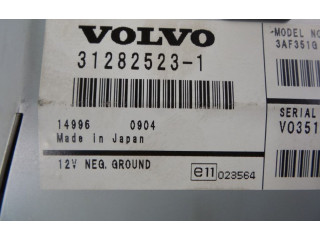 VOLVO
31282523-1
14996 0904
Made in Japan
12V NEG. GROUND
e11 023564
-MODEL NO
3AF351G
SERIAL
VO351